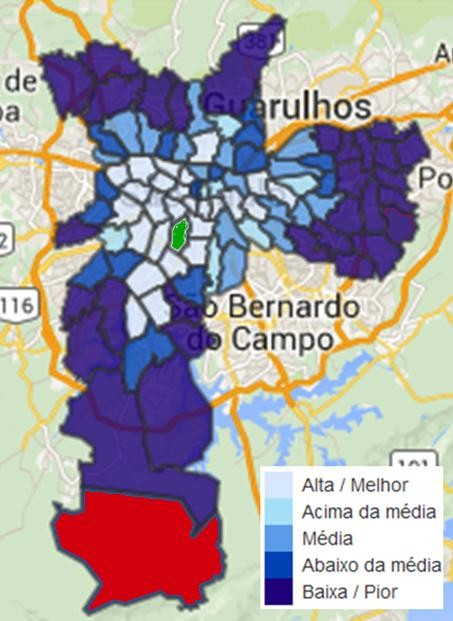 381
de
Guarulhos
Po
2
116
São Bernardo
do Campo
101
Alta / Melhor
Acima da média
Média
Abaixo da média
Baixa / Pior